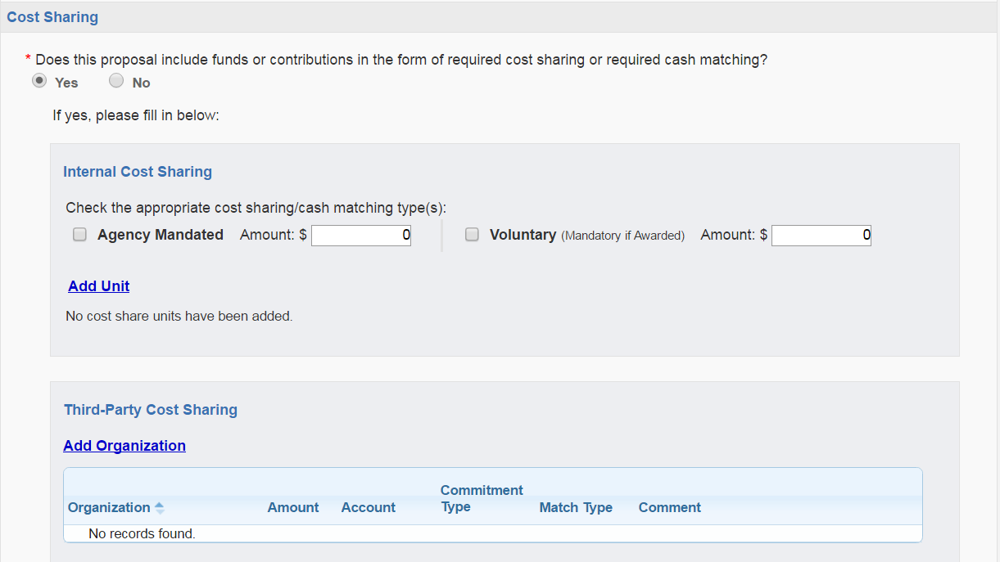 Cost Sharing
* Does this proposal include funds or contributions in the form of required cost sharing or required cash matching?
Yes No
If yes, please fill in below:
Internal Cost Sharing
Check the appropriate cost sharing/cash matching type(s):
Agency Mandated Amount: $ 0 Voluntary (Mandatory if Awarded) Amount: $ 0
Add Unit
No cost share units have been added.
Third-Party Cost Sharing
Add Organization
Organization Amount Account Commitment Type Match Type Comment
No records found.